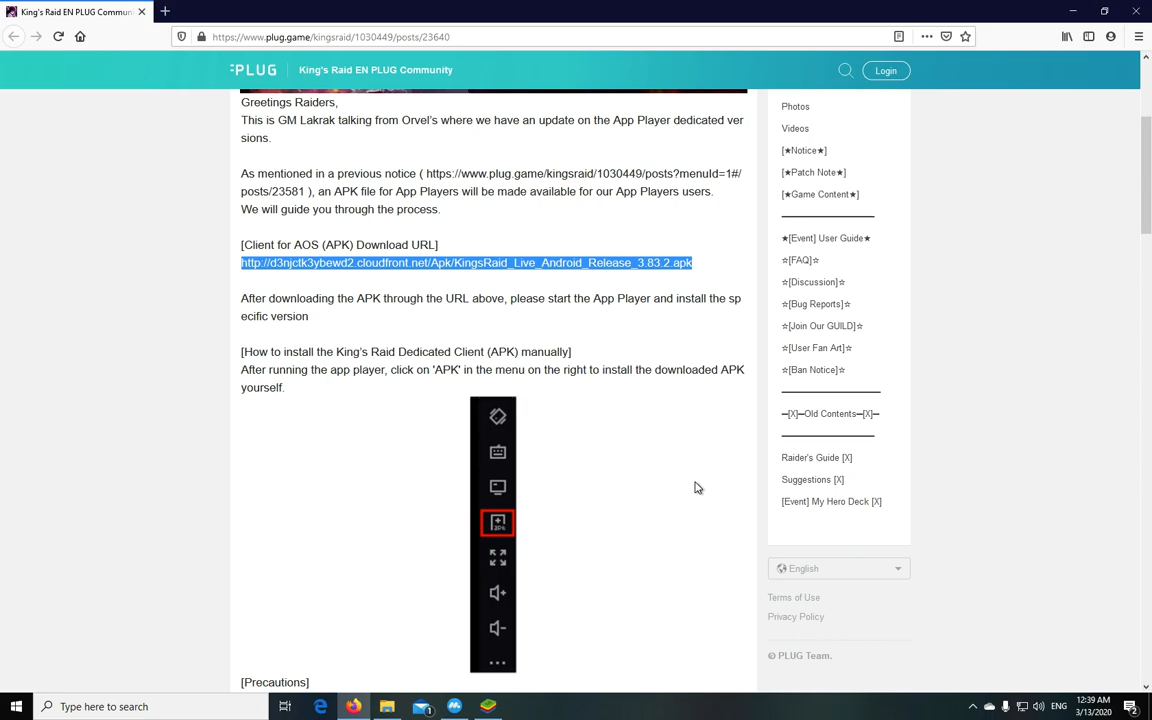 King's Raid EN PLUG Commun
https://www.plug.game/kingsraid/1030449/posts/23640
PLUG
King's Raid EN PLUG Community
Login
Greetings Raiders,
This is GM Lakrak talking from Orvel's where we have an update on the App Player dedicated ver
sions.
As mentioned in a previous notice ( https://www.plug.game/kingsraid/1030449/posts?menuId=1#/
posts/23581 ), an APK file for App Players will be made available for our App Players users.
We will guide you through the process.
[Client for AOS (APK) Download URL]
http://d3njctk3ybewd2.cloudfront.net/Apk/KingsRaid_Live_Android_Release_3.83.2.apk
After downloading the APK through the URL above, please start the App Player and install the sp
ecific version
[How to install the King's Raid Dedicated Client (APK) manually]
After running the app player, click on 'APK' in the menu on the right to install the downloaded APK
yourself.
APK
[Precautions]
Photos
Videos
[★Notice★]
[★Patch Note★]
[★Game Content★]
★[Event] User Guide★
☆[FAQ]☆
☆[Discussion]☆
☆[Bug Reports]☆
☆[Join Our GUILD]☆
☆[User Fan Art]☆
☆[Ban Notice]☆
━[X]━Old Contents━[X]━
Raider's Guide [X]
Suggestions [X]
[Event] My Hero Deck [X]
English
Terms of Use
Privacy Policy
© PLUG Team.
Type here to search
1
ENG
12:39 AM
3/13/2020
2